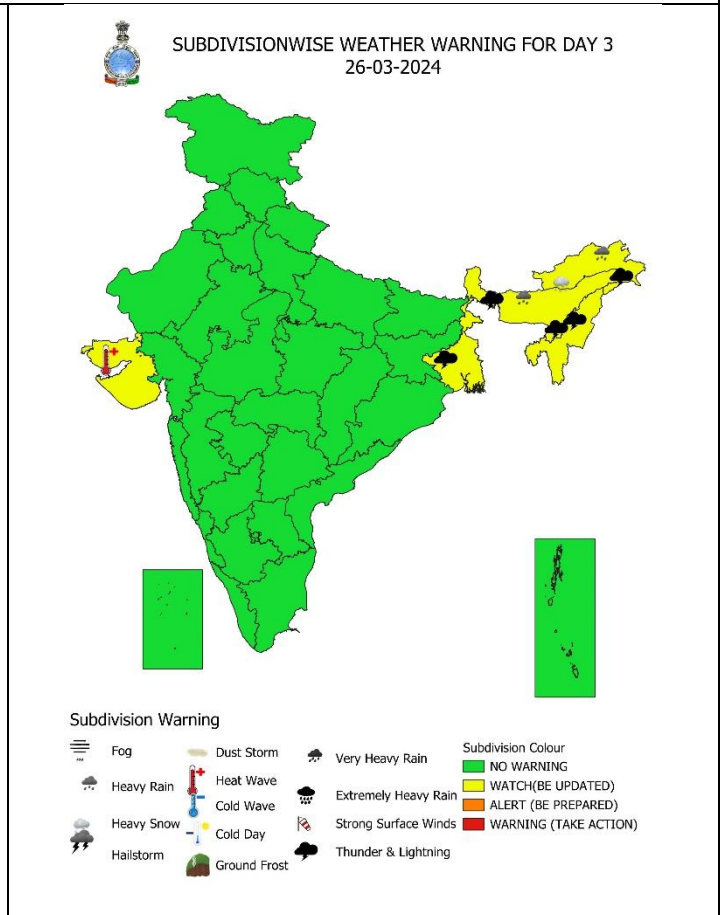 SUBDIVISIONWISE WEATHER WARNING FOR DAY 3
26-03-2024
Subdivision Warning
Fog
Heavy Rain
Heavy Snow
Hailstorm
Dust Storm
Heat Wave
Cold Wave
Cold Day
Ground Frost
Very Heavy Rain
Extremely Heavy Rain
Strong Surface Winds
Thunder & Lightning
Subdivision Colour
NO WARNING
WATCH(BE UPDATED)
ALERT (BE PREPARED)
WARNING (TAKE ACTION)